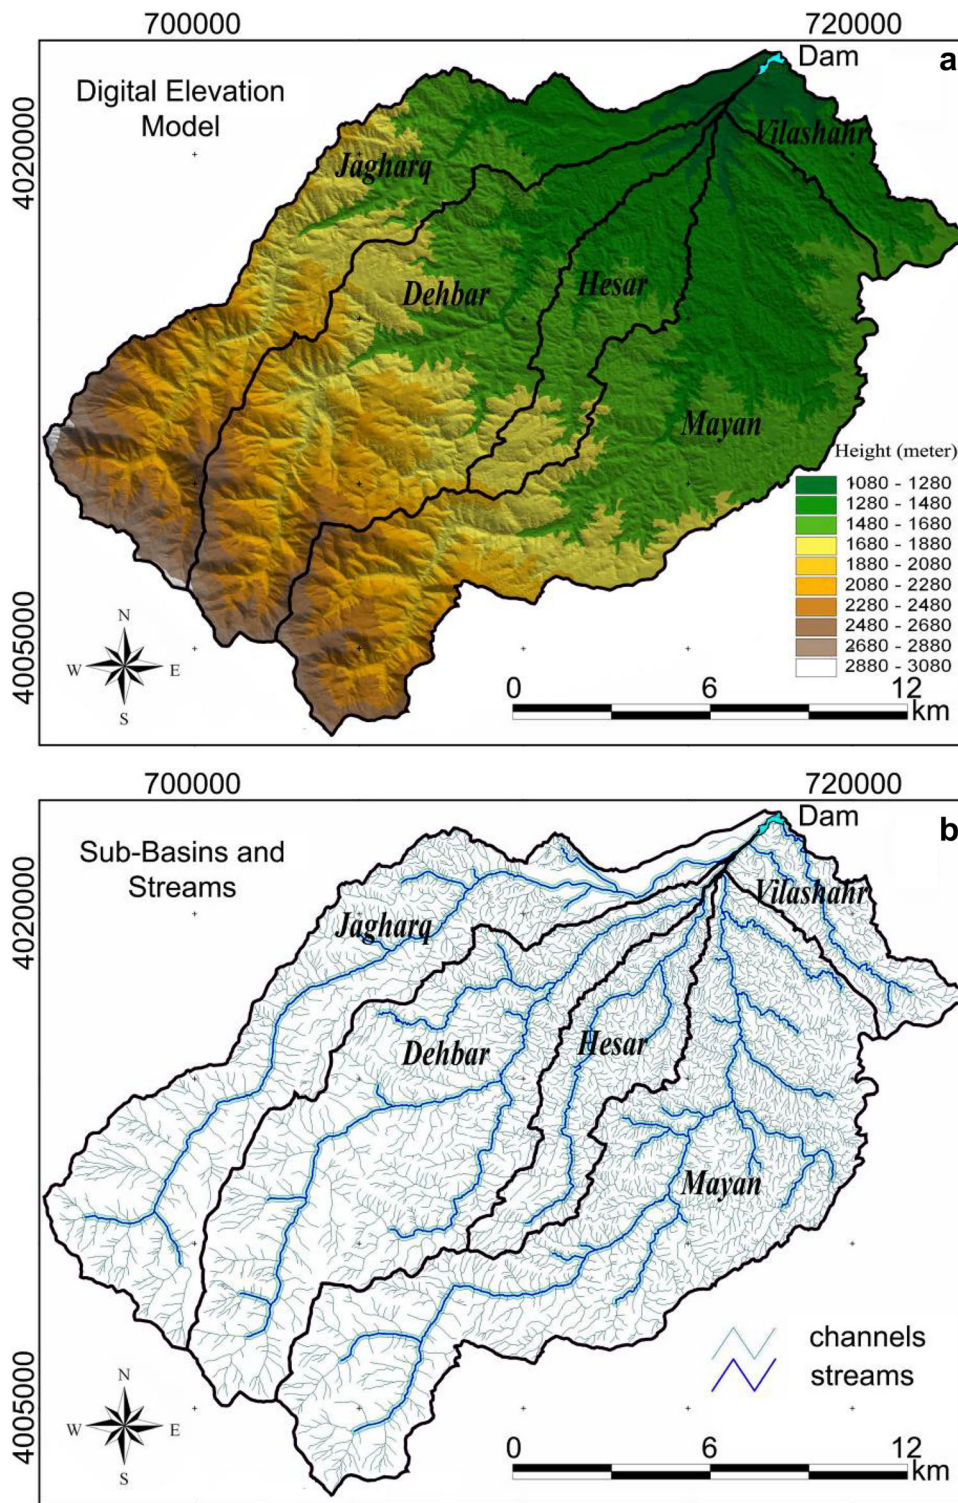 700000
720000
a
Dam
Digital Elevation
Model
4020000
Vilashahr
Jagharq
Dehbar
Hesar
Mayan
Height (meter)
1080 - 1280
1280 - 1480
1480 - 1680
1680 - 1880
1880 - 2080
2080 - 2280
2280 - 2480
2480 - 2680
2680 - 2880
2880 - 3080
4005000
N
W E
S
0 6 12
km
700000
720000
b
Dam
Sub-Basins and
Streams
4020000
Vilashahr
Jagharq
Dehbar
Hesar
Mayan
channels
streams
4005000
N
W E
S
0 6 12
km